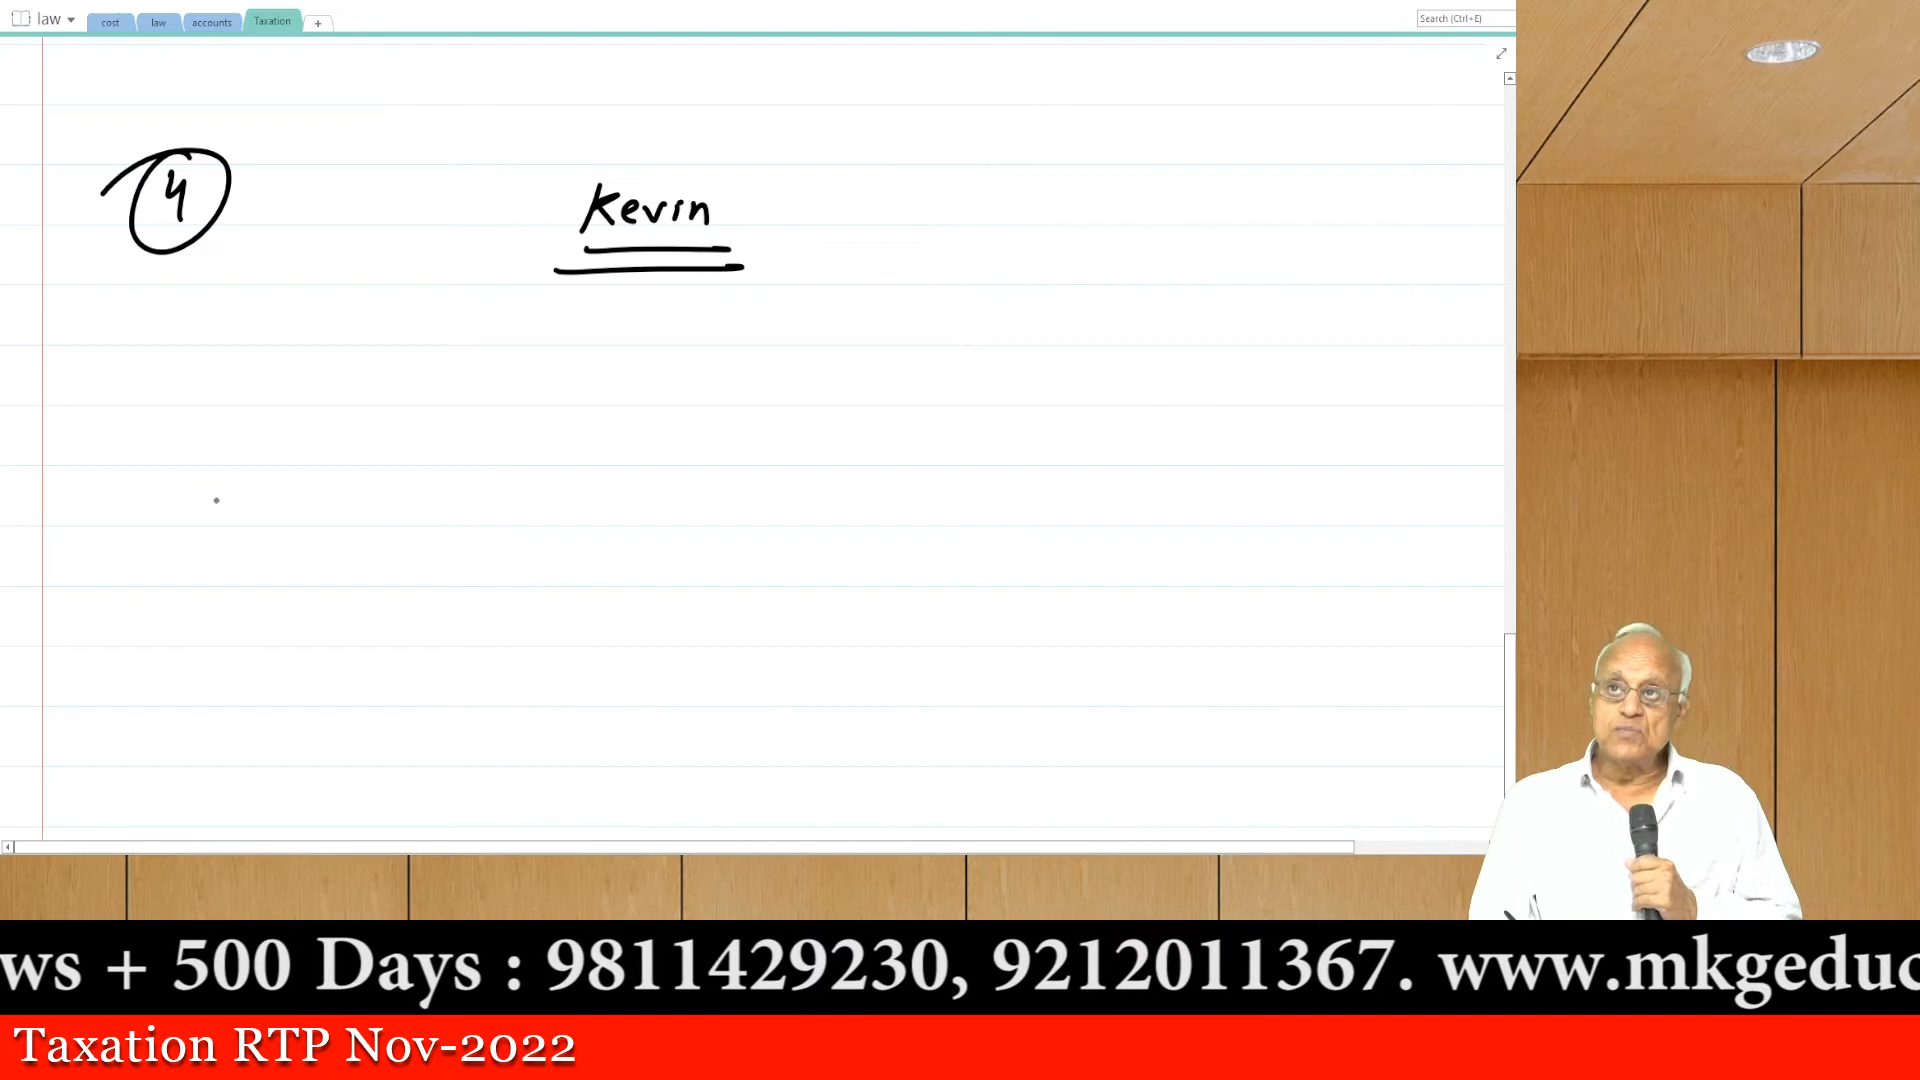 law
cost
law
accounts
Taxation
+
Search (Ctrl+E)
4
Kevin
ws + 500 Days : 9811429230, 9212011367. www.mkgeduc
Taxation RTP Nov-2022